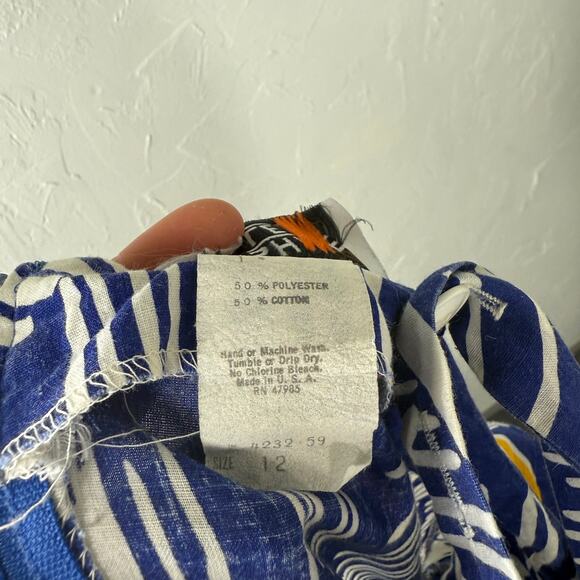 50 % POLYESTER
50 % COTTON
Hand or Machine Wash.
Tumble or Drip Dry.
No Chlorine Bleach.
Made in U. S. A.
RN 47985
4232-59
SIZE 12